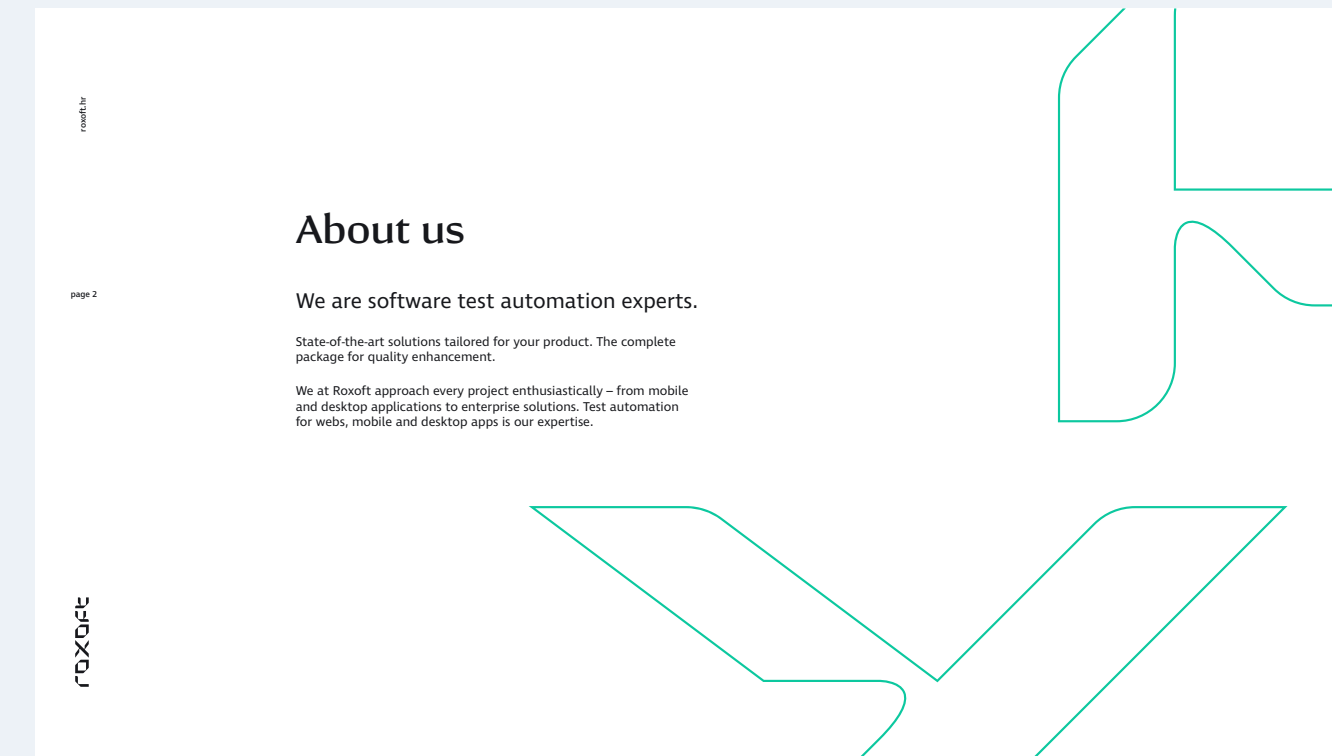 roxoft.hr
About us
page 2
We are software test automation experts.
State-of-the-art solutions tailored for your product. The complete
package for quality enhancement.
We at Roxoft approach every project enthusiastically – from mobile
and desktop applications to enterprise solutions. Test automation
for webs, mobile and desktop apps is our expertise.
roxoft